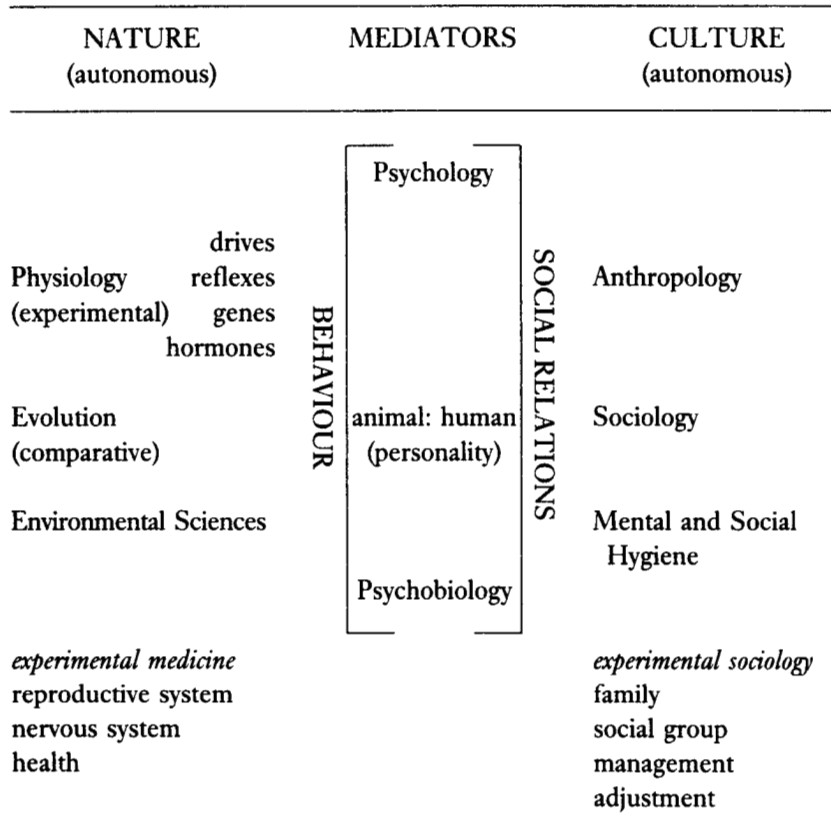 NATURE MEDIATORS CULTURE
(autonomous) (autonomous)
Psychology
drives
Physiology reflexes Anthropology
(experimental) genes
hormones
BEHAVIOUR
SOCIAL RELATIONS
Evolution animal: human Sociology
(comparative) (personality)
Environmental Sciences Mental and Social
Hygiene
Psychobiology
experimental medicine experimental sociology
reproductive system family
nervous system social group
health management
adjustment